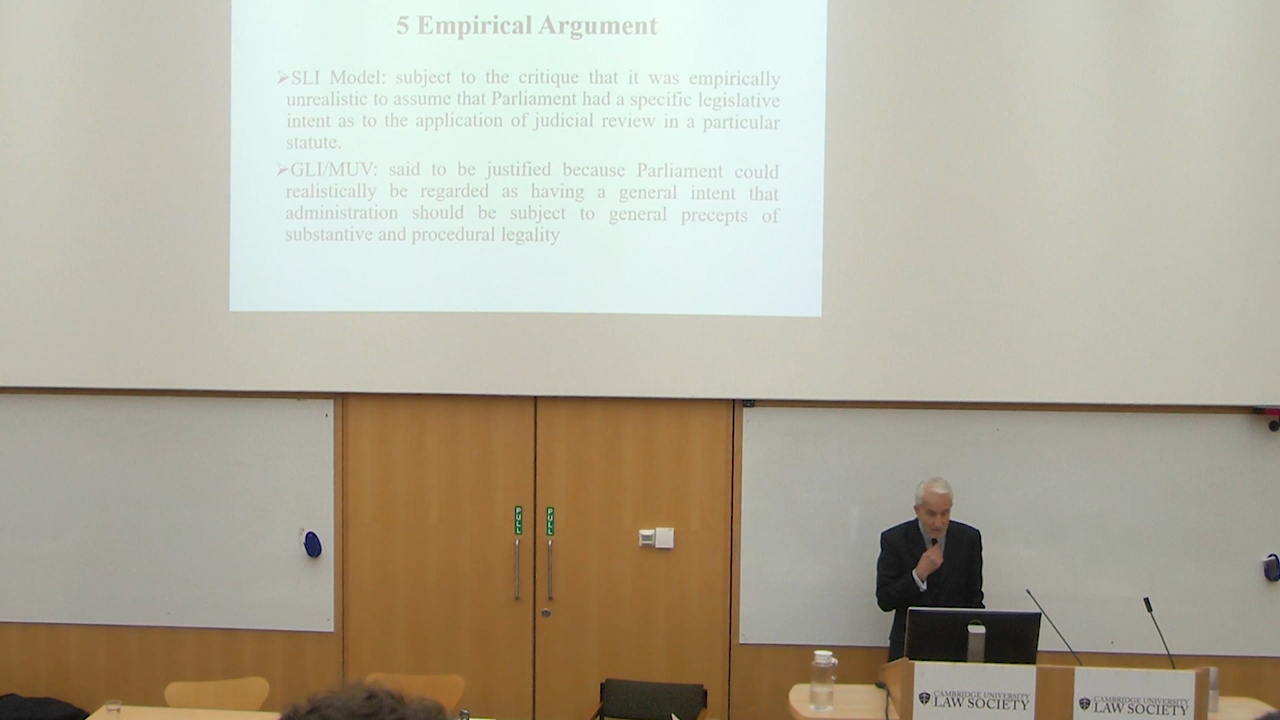 5 Empirical Argument
➢SLI Model: subject to the critique that it was empirically
unrealistic to assume that Parliament had a specific legislative
intent as to the application of judicial review in a particular
statute.
➢GLI/MUV: said to be justified because Parliament could
realistically be regarded as having a general intent that
administration should be subject to general precepts of
substantive and procedural legality
PULL
PULL
CAMBRIDGE UNIVERSITY
LAW SOCIETY
CAMBRIDGE UNIVERSITY
LAW SOCIETY